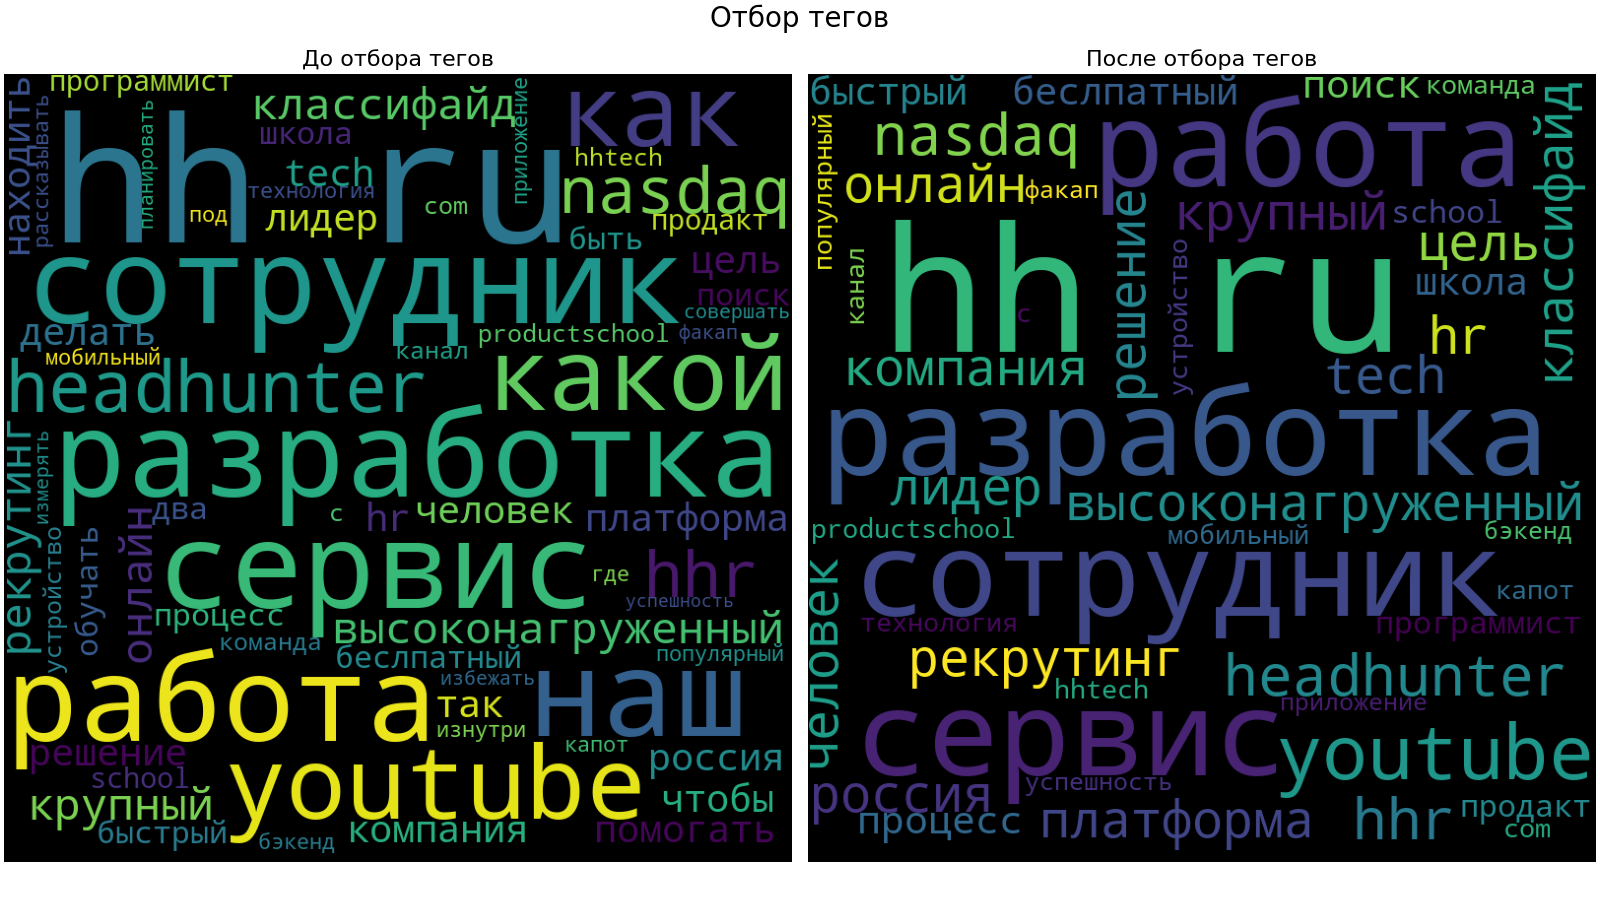 Отбор тегов
До отбора тегов
программист
классифайд
как
школа
tech
hhtech
nasdaq
технология
под
лидер
com
продакт
быть
находить
рассказывать
планировать
приложение
hh ru
цель
поиск
совершать
сотрудник
факап
делать
мобильный
productschool
канал
какой
headhunter
разработка
рекрутинг
измерять
устройство
обучать
онлайн
два
с
hr
человек
платформа
сервис
где
hhr
успешность
процесс
высоконагруженный
команда
беслпатный
популярный
избежать
работа
так
наш
изнутри
капот
решение
school
россия
youtube
крупный
чтобы
быстрый
бэкенд
компания
помогать
После отбора тегов
быстрый
беслпатный
поиск
команда
популярный
nasdaq
работа
классифайд
онлайн
факап
решение
крупный
school
канал
hh ru
устройство
цель
школа
с
hr
компания
tech
разработка
лидер
высоконагруженный
productschool
мобильный
бэкенд
человек
сотрудник
капот
технология
программист
рекрутинг
hhtech
headhunter
приложение
сервис
youtube
россия
успешность
процесс
платформа
hhr
продакт
com